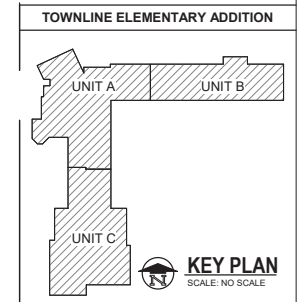 TOWNLINE ELEMENTARY ADDITION
UNIT A
UNIT B
UNIT C
N
KEY PLAN
SCALE: NO SCALE